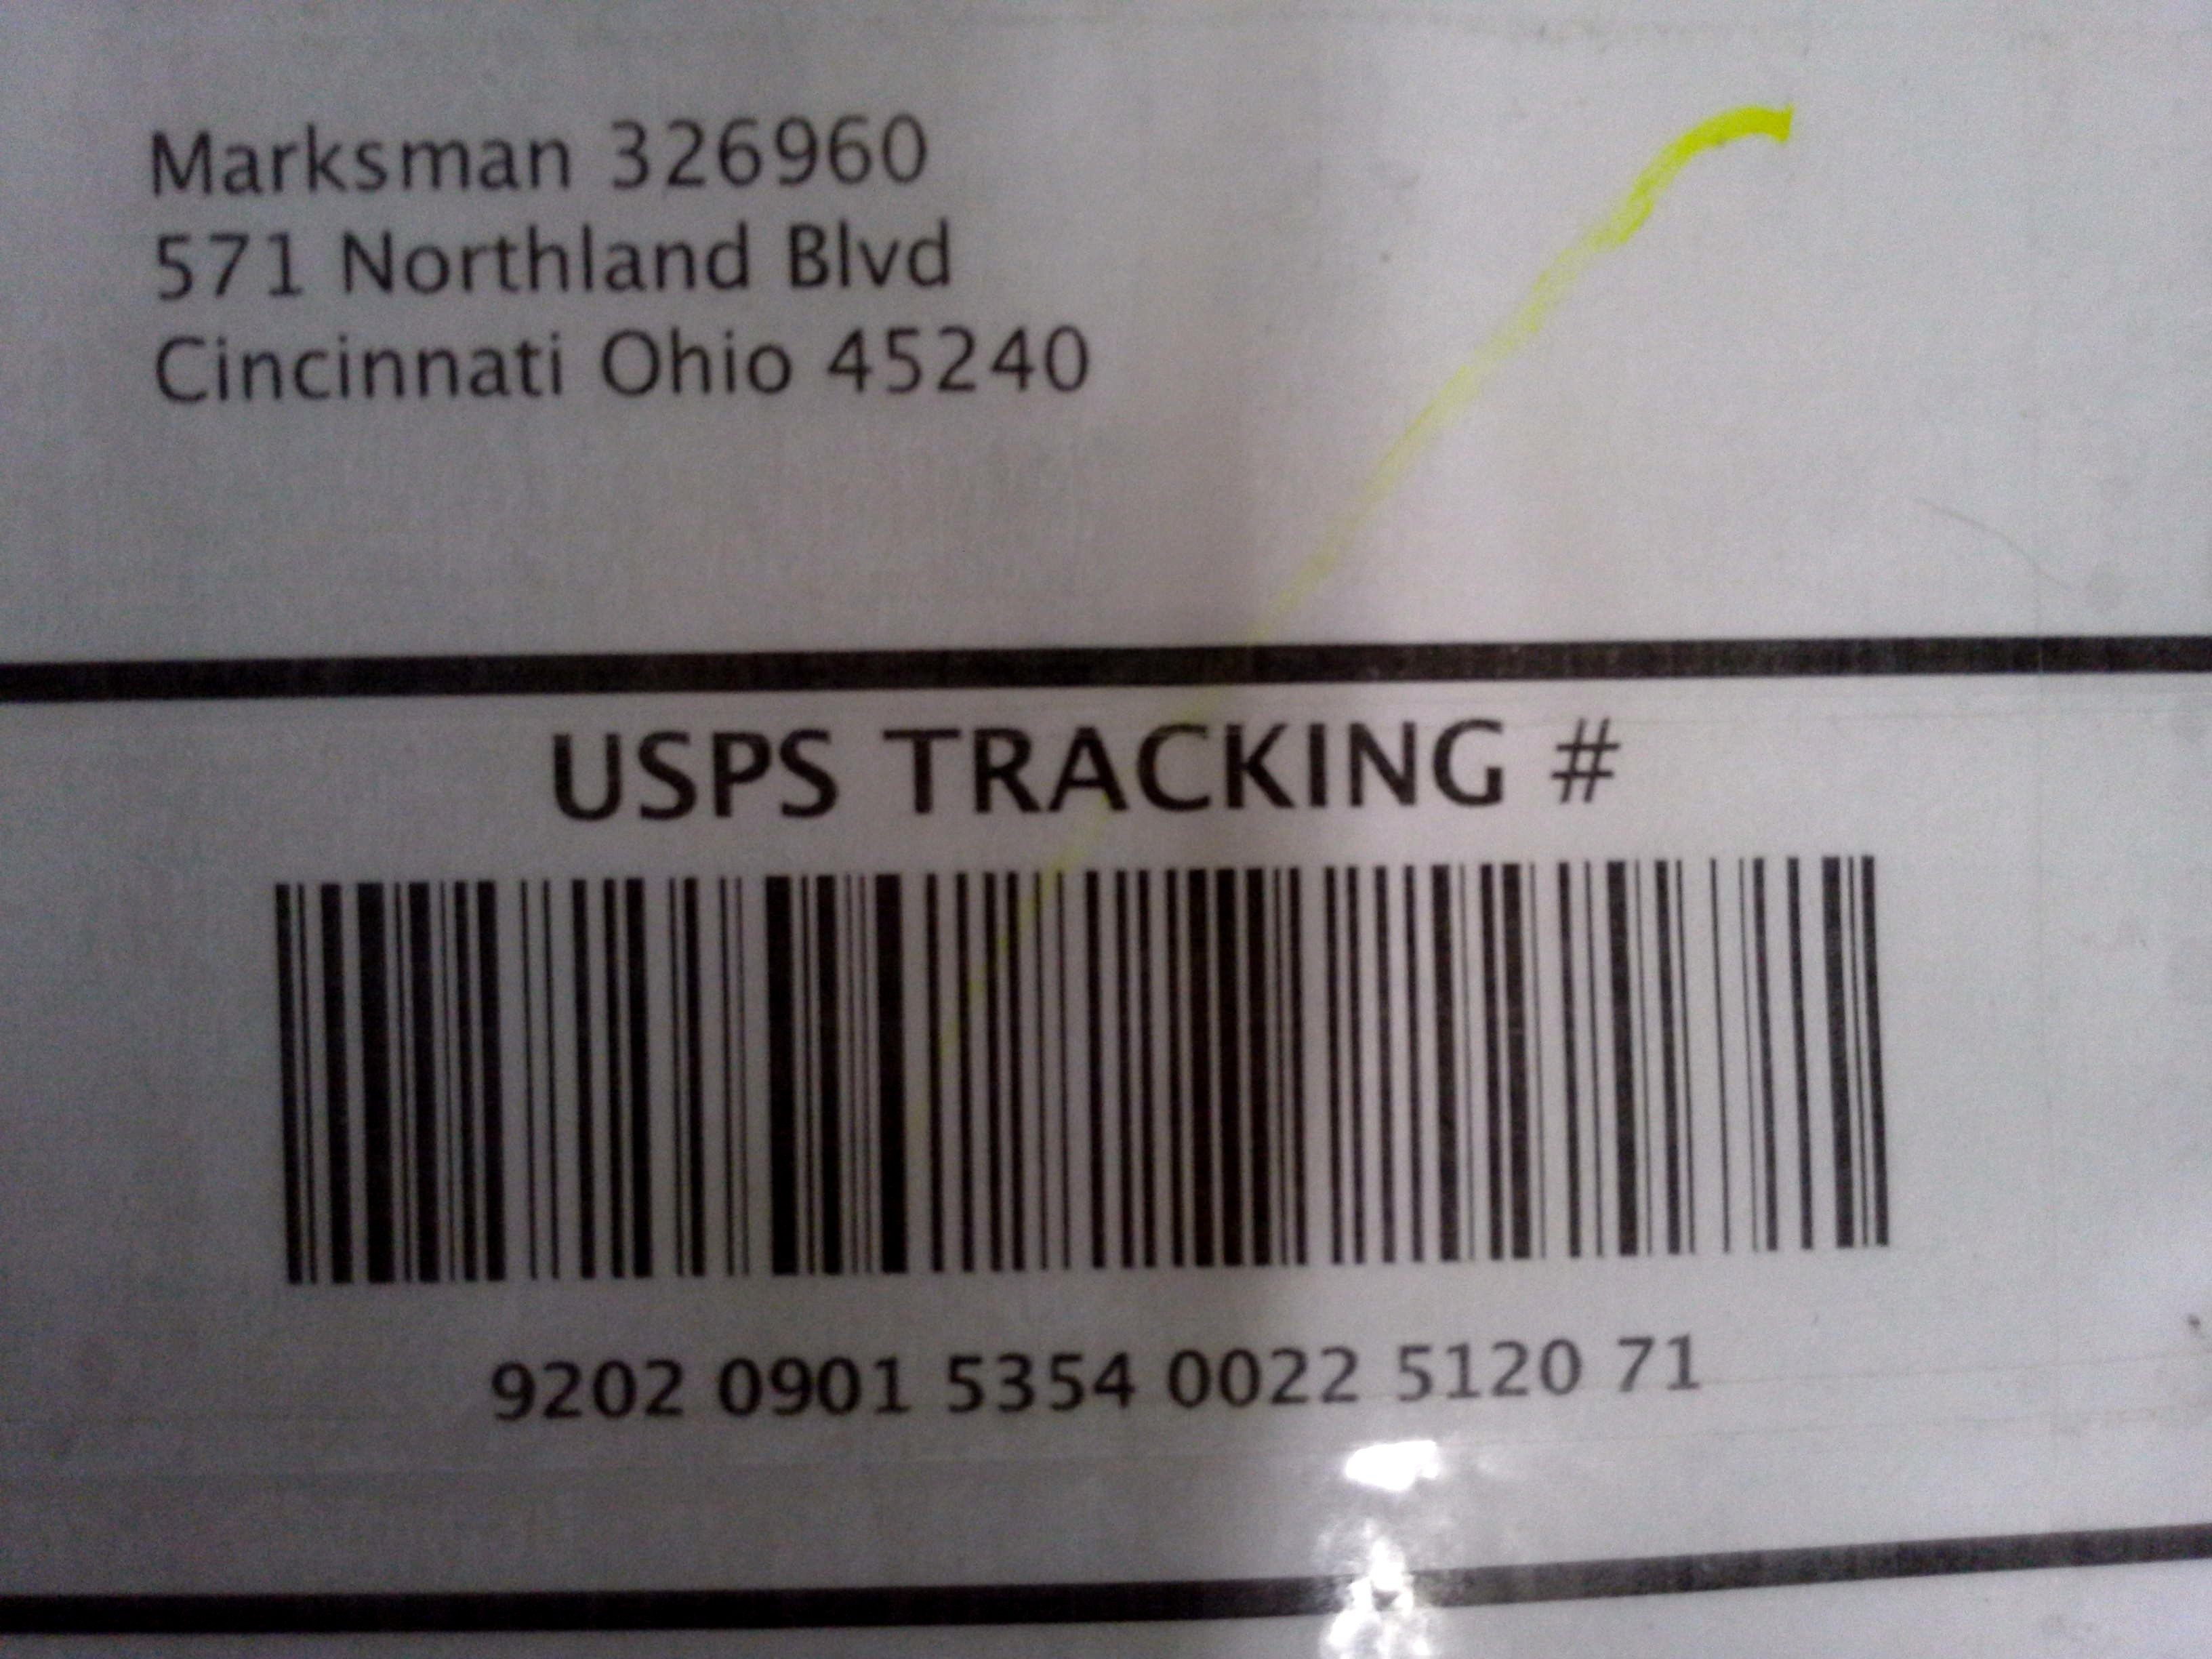 Marksman 326960
571 Northland Blvd
Cincinnati Ohio 45240
USPS TRACKING #
9202 0901 5354 0022 5120 71